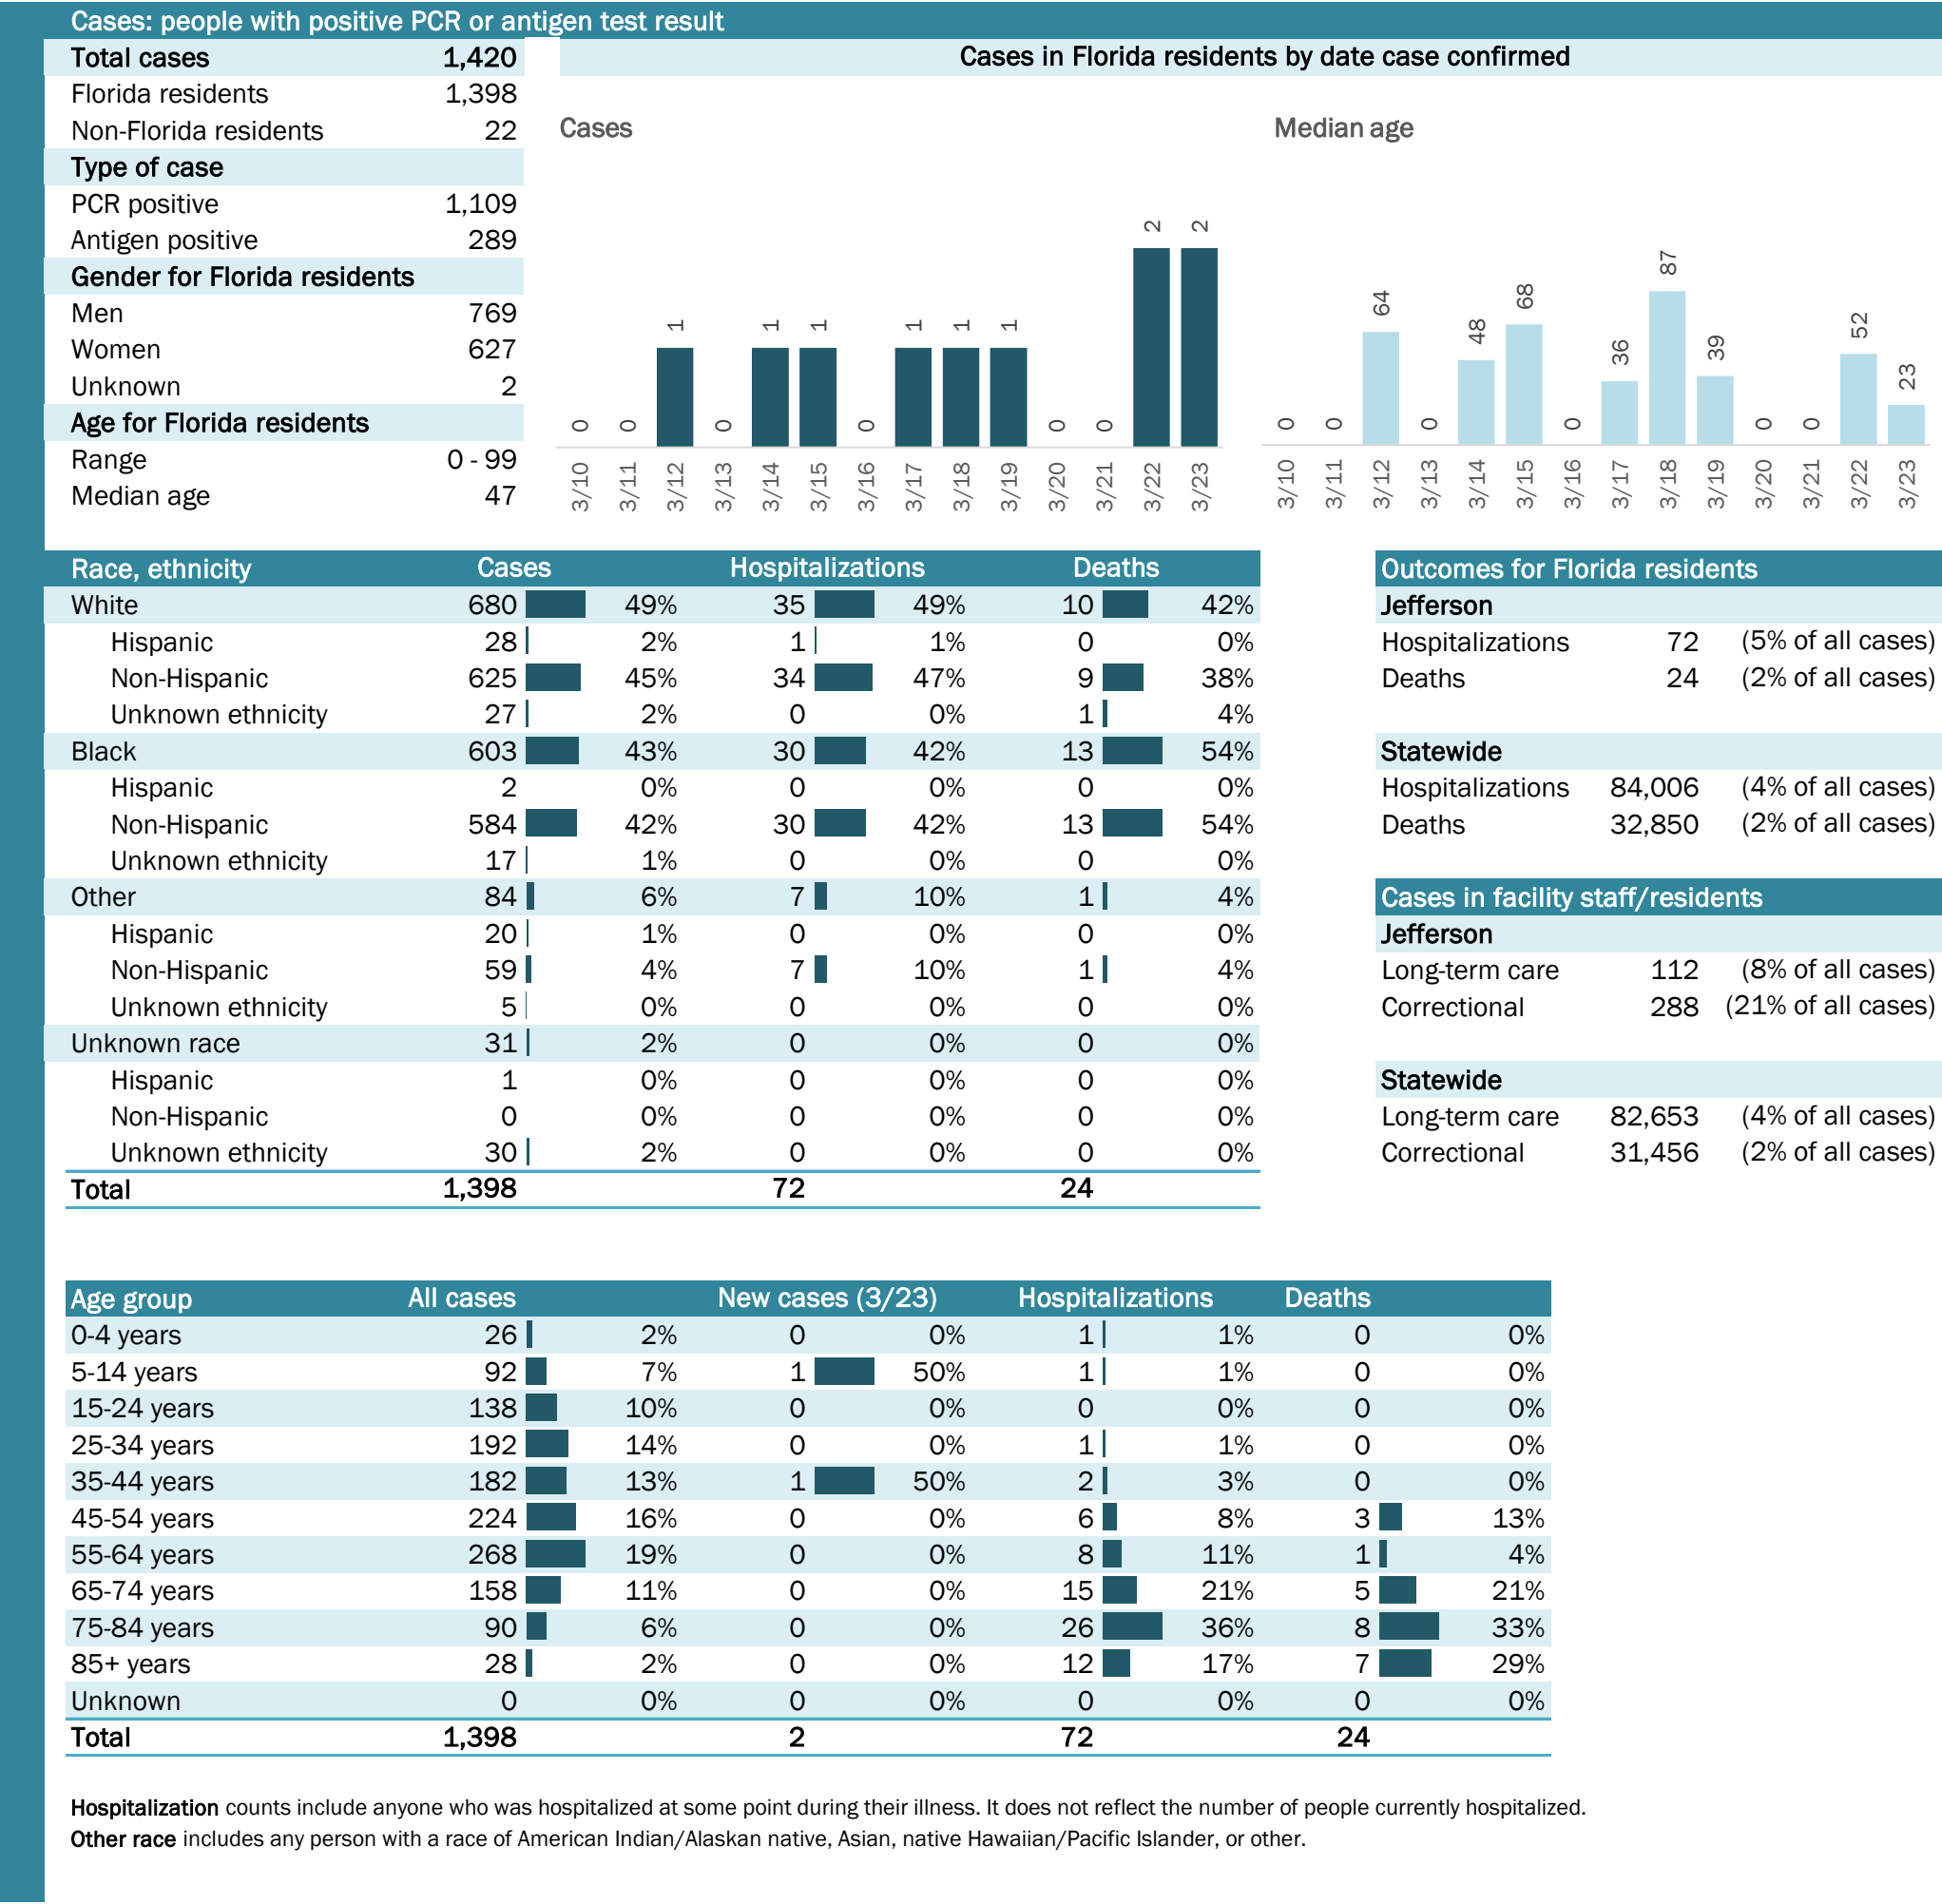 Cases: people with positive PCR or antigen test result
Total cases 1,420
Florida residents 1,398
Non-Florida residents 22
Type of case
PCR positive 1,109
Antigen positive 289
Gender for Florida residents
Men 769
Women 627
Unknown 2
Age for Florida residents
Range 0 - 99
Median age 47
Cases in Florida residents by date case confirmed
Cases
0 0 1 0 1 1 0 1 1 1 0 0 2 2
3/10 3/11 3/12 3/13 3/14 3/15 3/16 3/17 3/18 3/19 3/20 3/21 3/22 3/23
Median age
0 0 64 0 48 68 0 36 87 39 0 0 52 23
3/10 3/11 3/12 3/13 3/14 3/15 3/16 3/17 3/18 3/19 3/20 3/21 3/22 3/23
Race, ethnicity Cases Hospitalizations Deaths
White 680 49% 35 49% 10 42%
Hispanic 28 2% 1 1% 0 0%
Non-Hispanic 625 45% 34 47% 9 38%
Unknown ethnicity 27 2% 0 0% 1 4%
Black 603 43% 30 42% 13 54%
Hispanic 2 0% 0 0% 0 0%
Non-Hispanic 584 42% 30 42% 13 54%
Unknown ethnicity 17 1% 0 0% 0 0%
Other 84 6% 7 10% 1 4%
Hispanic 20 1% 0 0% 0 0%
Non-Hispanic 59 4% 7 10% 1 4%
Unknown ethnicity 5 0% 0 0% 0 0%
Unknown race 31 2% 0 0% 0 0%
Hispanic 1 0% 0 0% 0 0%
Non-Hispanic 0 0% 0 0% 0 0%
Unknown ethnicity 30 2% 0 0% 0 0%
Total 1,398 72 24
Outcomes for Florida residents
Jefferson
Hospitalizations 72 (5% of all cases)
Deaths 24 (2% of all cases)
Statewide
Hospitalizations 84,006 (4% of all cases)
Deaths 32,850 (2% of all cases)
Cases in facility staff/residents
Jefferson
Long-term care 112 (8% of all cases)
Correctional 288 (21% of all cases)
Statewide
Long-term care 82,653 (4% of all cases)
Correctional 31,456 (2% of all cases)
Age group All cases New cases (3/23) Hospitalizations Deaths
0-4 years 26 2% 0 0% 1 1% 0 0%
5-14 years 92 7% 1 50% 1 1% 0 0%
15-24 years 138 10% 0 0% 0 0% 0 0%
25-34 years 192 14% 0 0% 1 1% 0 0%
35-44 years 182 13% 1 50% 2 3% 0 0%
45-54 years 224 16% 0 0% 6 8% 3 13%
55-64 years 268 19% 0 0% 8 11% 1 4%
65-74 years 158 11% 0 0% 15 21% 5 21%
75-84 years 90 6% 0 0% 26 36% 8 33%
85+ years 28 2% 0 0% 12 17% 7 29%
Unknown 0 0% 0 0% 0 0% 0 0%
Total 1,398 2 72 24
Hospitalization counts include anyone who was hospitalized at some point during their illness. It does not reflect the number of people currently hospitalized.
Other race includes any person with a race of American Indian/Alaskan native, Asian, native Hawaiian/Pacific Islander, or other.